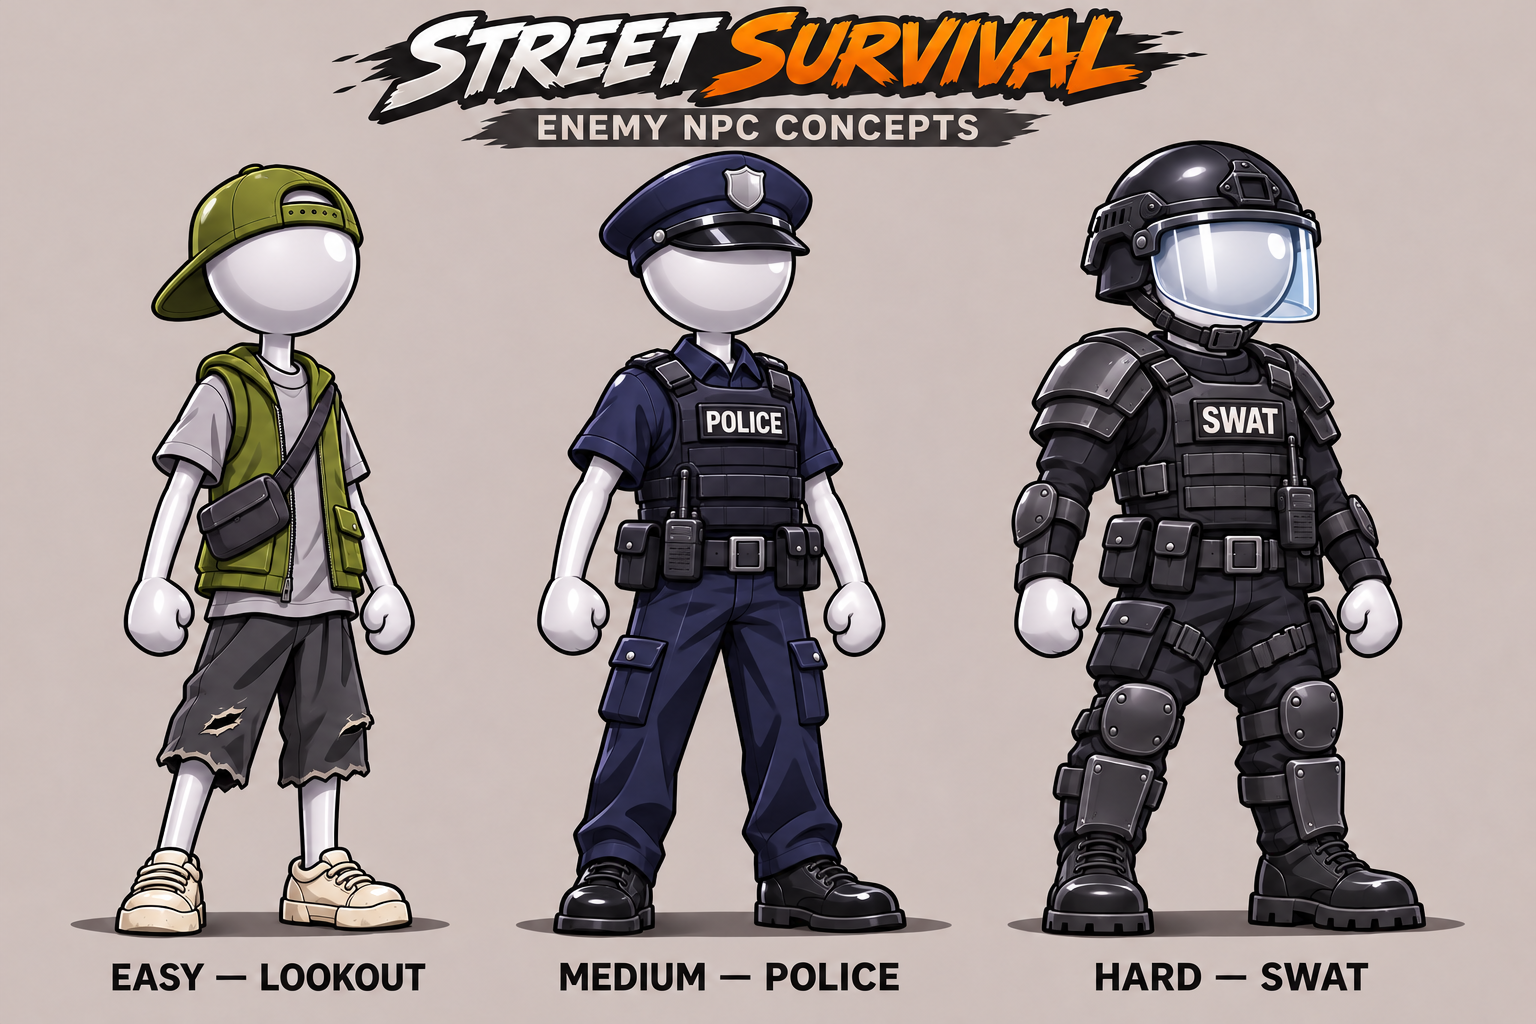 STREET SURVIVAL
ENEMY NPC CONCEPTS
POLICE
SWAT
EASY — LOOKOUT
MEDIUM — POLICE
HARD — SWAT